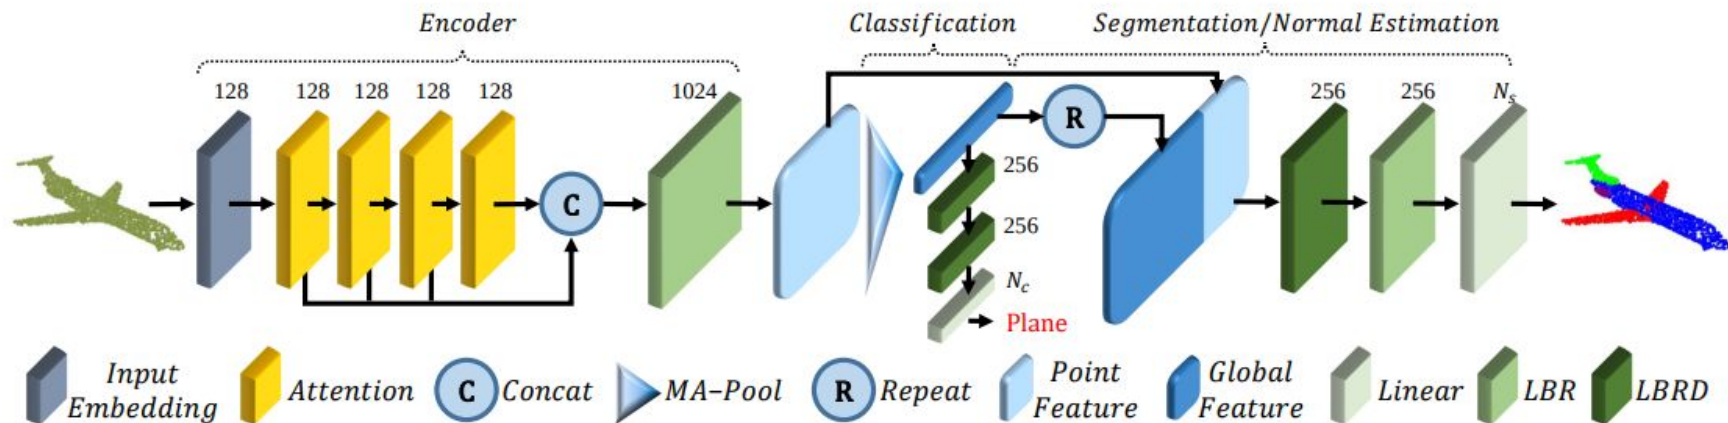 Encoder
Classification
Segmentation/Normal Estimation
128
128
128
128
128
1024
256
256
N_s
C
R
256
256
N_c
Plane
Input
Embedding
Attention
C
Concat
MA–Pool
R
Repeat
Point
Feature
Global
Feature
Linear
LBR
LBRD